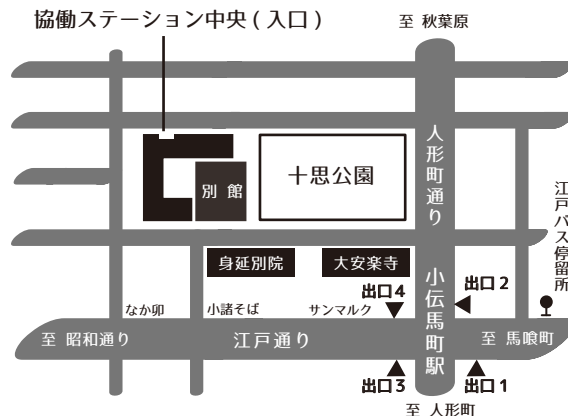 協働ステーション中央 ( 入口 )
至 秋葉原
人形町通り
別 館
十思公園
江戸バス停留所
身延別院
大安楽寺
小伝馬町駅
出口4
出口2
なか卯
小諸そば
サンマルク
至 昭和通り
江戸通り
至 馬喰町
出口3
出口1
至 人形町